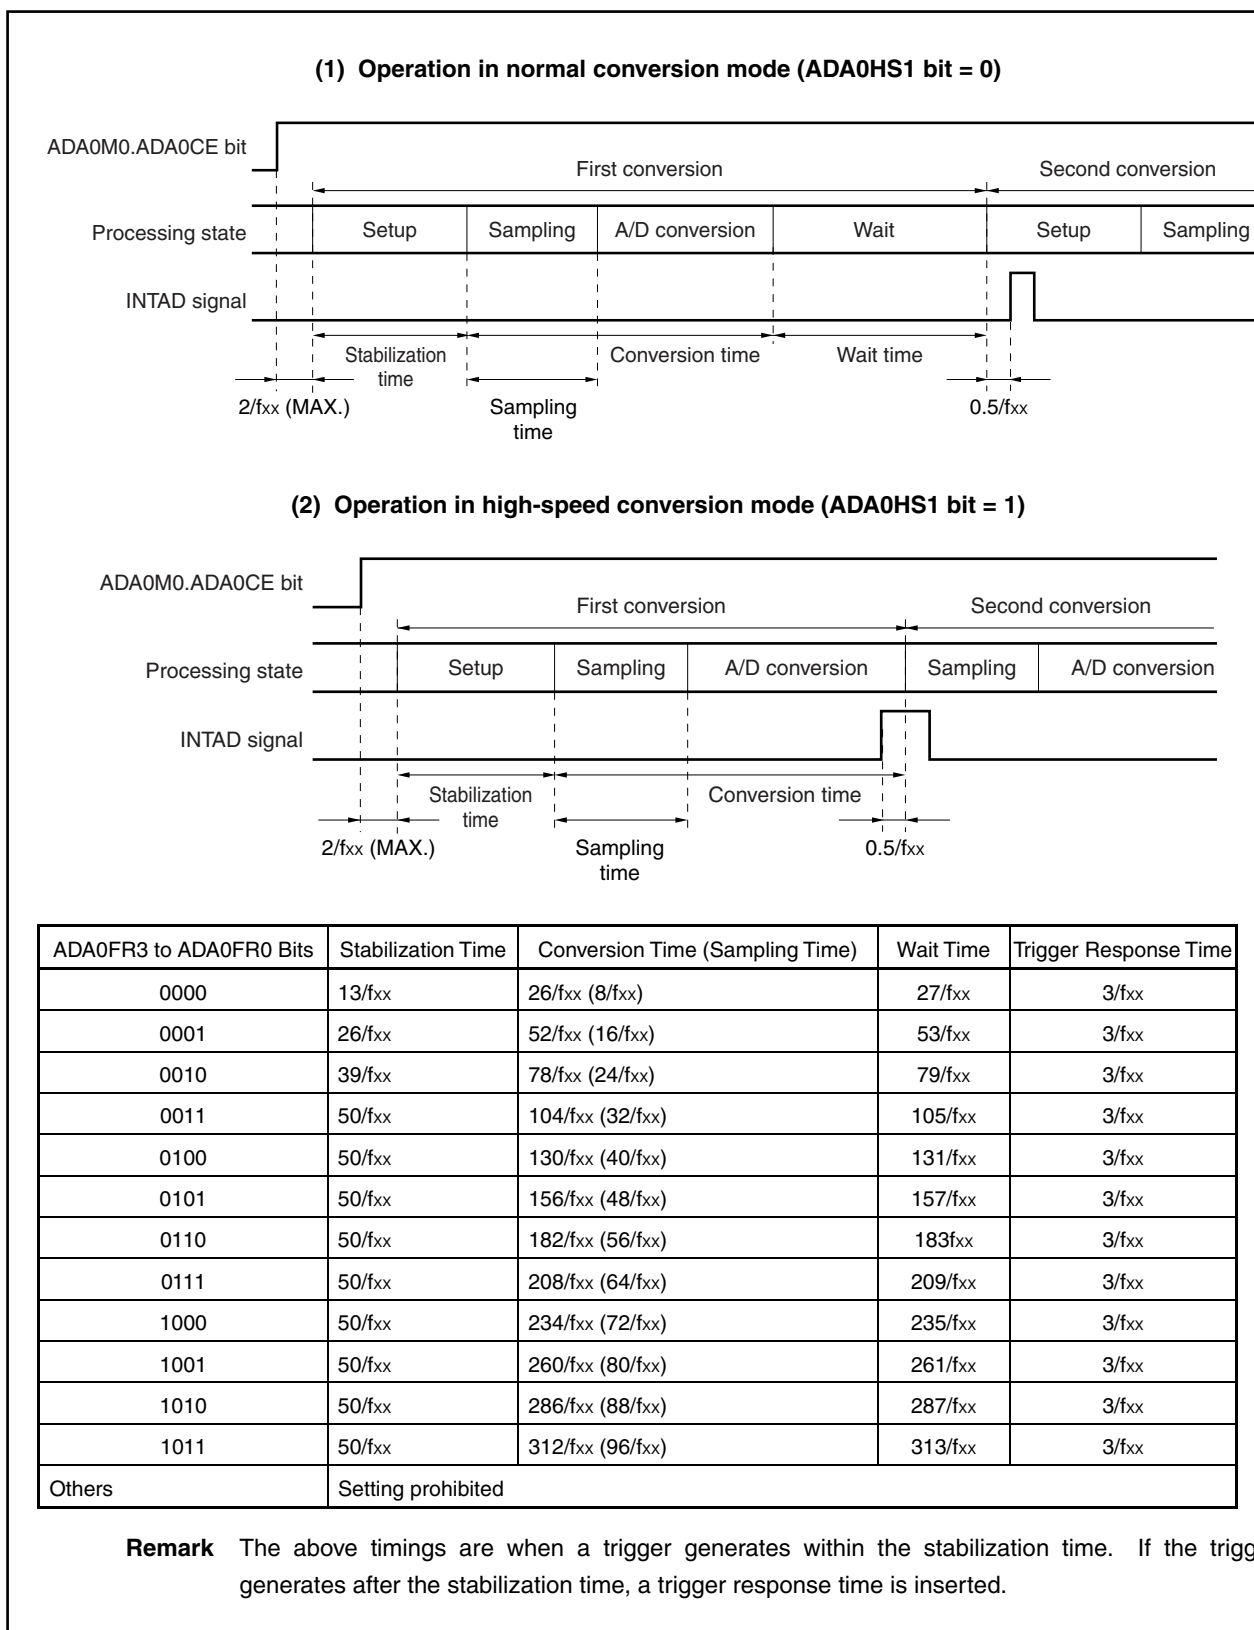 (1) Operation in normal conversion mode (ADA0HS1 bit = 0)
ADA0M0.ADA0CE bit
First conversion
Second conversion
Processing state
Setup
Sampling
A/D conversion
Wait
Setup
Sampling
INTAD signal
Stabilization
time
Conversion time
Wait time
2/fxx (MAX.)
Sampling
time
0.5/fxx
(2) Operation in high-speed conversion mode (ADA0HS1 bit = 1)
ADA0M0.ADA0CE bit
First conversion
Second conversion
Processing state
Setup
Sampling
A/D conversion
Sampling
A/D conversion
INTAD signal
Stabilization
time
Conversion time
2/fxx (MAX.)
Sampling
time
0.5/fxx
ADA0FR3 to ADA0FR0 Bits Stabilization Time Conversion Time (Sampling Time) Wait Time Trigger Response Time
0000 13/fxx 26/fxx (8/fxx) 27/fxx 3/fxx
0001 26/fxx 52/fxx (16/fxx) 53/fxx 3/fxx
0010 39/fxx 78/fxx (24/fxx) 79/fxx 3/fxx
0011 50/fxx 104/fxx (32/fxx) 105/fxx 3/fxx
0100 50/fxx 130/fxx (40/fxx) 131/fxx 3/fxx
0101 50/fxx 156/fxx (48/fxx) 157/fxx 3/fxx
0110 50/fxx 182/fxx (56/fxx) 183fxx 3/fxx
0111 50/fxx 208/fxx (64/fxx) 209/fxx 3/fxx
1000 50/fxx 234/fxx (72/fxx) 235/fxx 3/fxx
1001 50/fxx 260/fxx (80/fxx) 261/fxx 3/fxx
1010 50/fxx 286/fxx (88/fxx) 287/fxx 3/fxx
1011 50/fxx 312/fxx (96/fxx) 313/fxx 3/fxx
Others Setting prohibited
Remark The above timings are when a trigger generates within the stabilization time. If the trigg
generates after the stabilization time, a trigger response time is inserted.